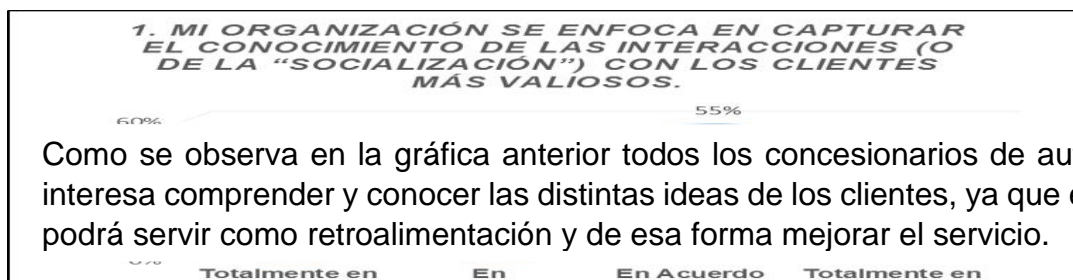 1. MI ORGANIZACIÓN SE ENFOCA EN CAPTURAR
EL CONOCIMIENTO DE LAS INTERACCIONES (O
DE LA “SOCIALIZACIÓN”) CON LOS CLIENTES
MÁS VALIOSOS.
55%
60%
Como se observa en la gráfica anterior todos los concesionarios de
interesa comprender y conocer las distintas ideas de los clientes, ya que
podrá servir como retroalimentación y de esa forma mejorar el servicio.
Totalmente en En En Acuerdo Totalmente en